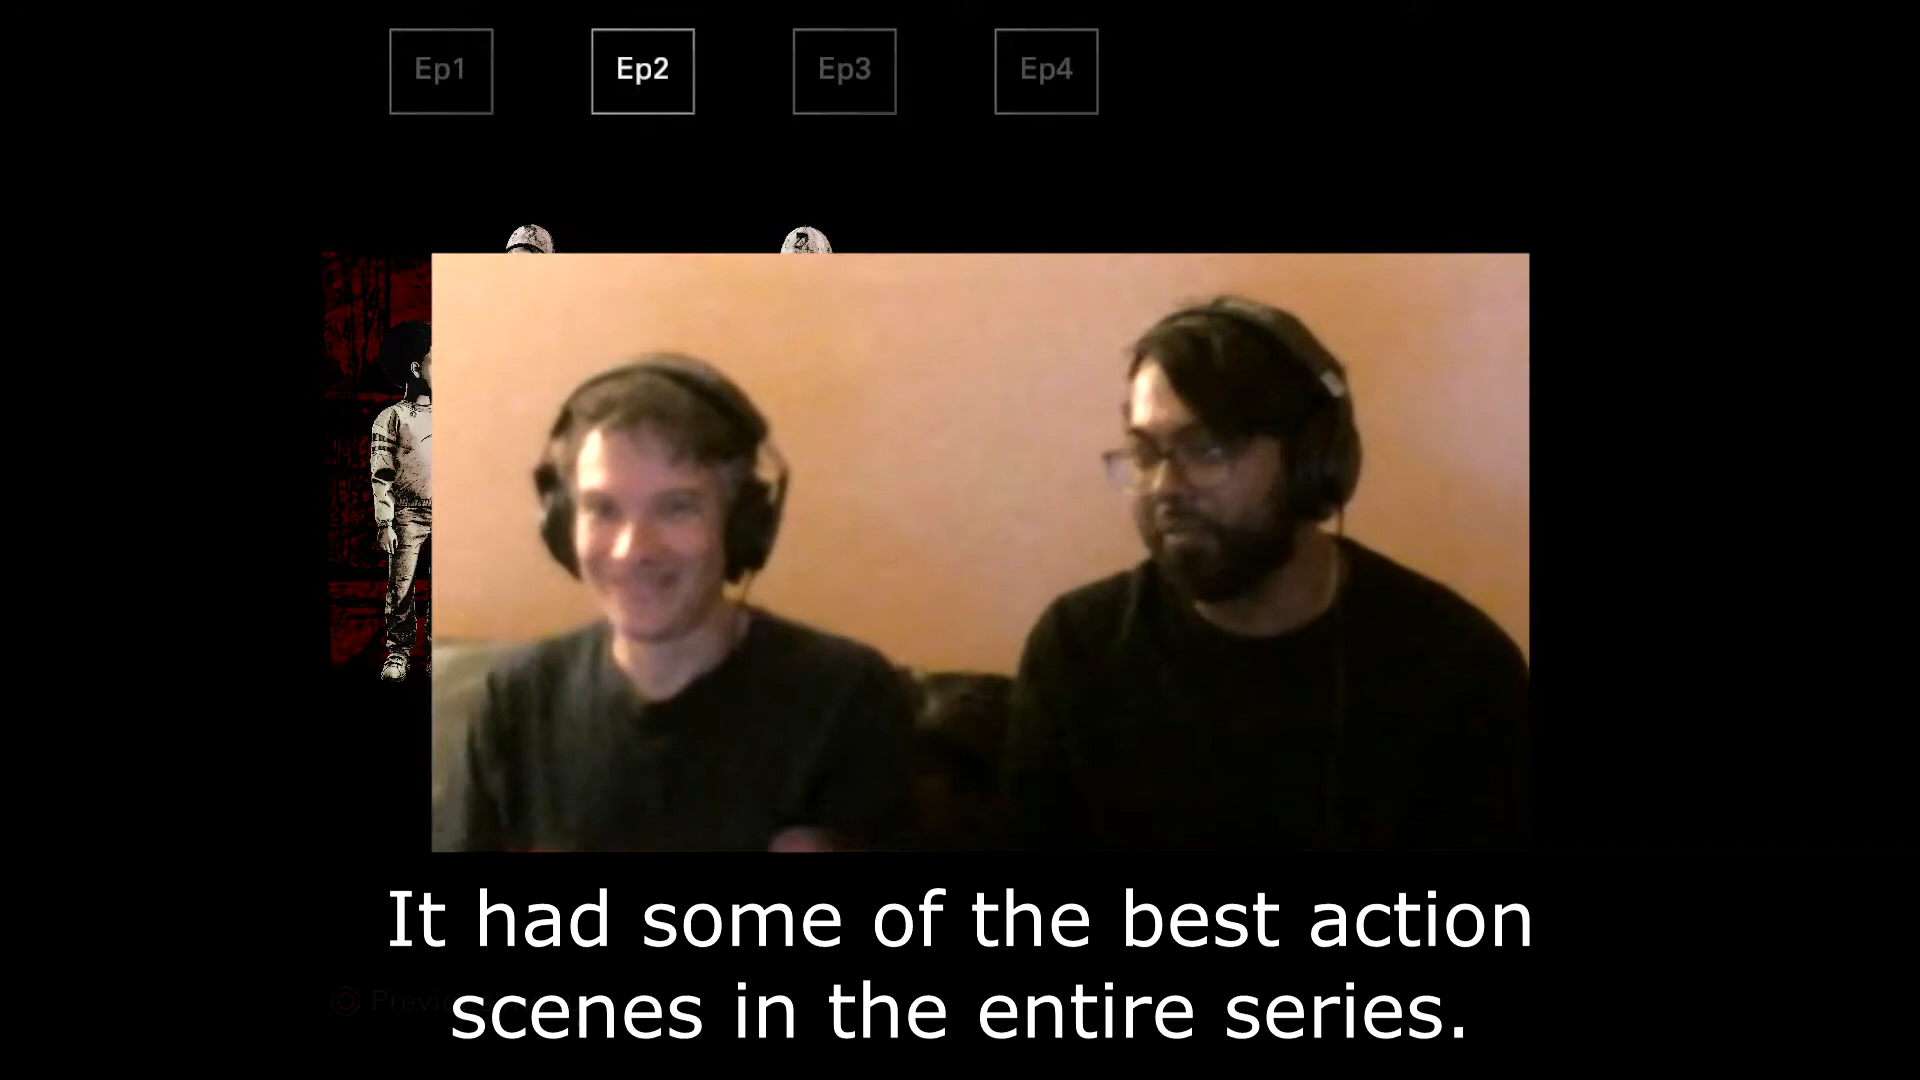 Ep1 Ep2 Ep3 Ep4
It had some of the best action
scenes in the entire series.